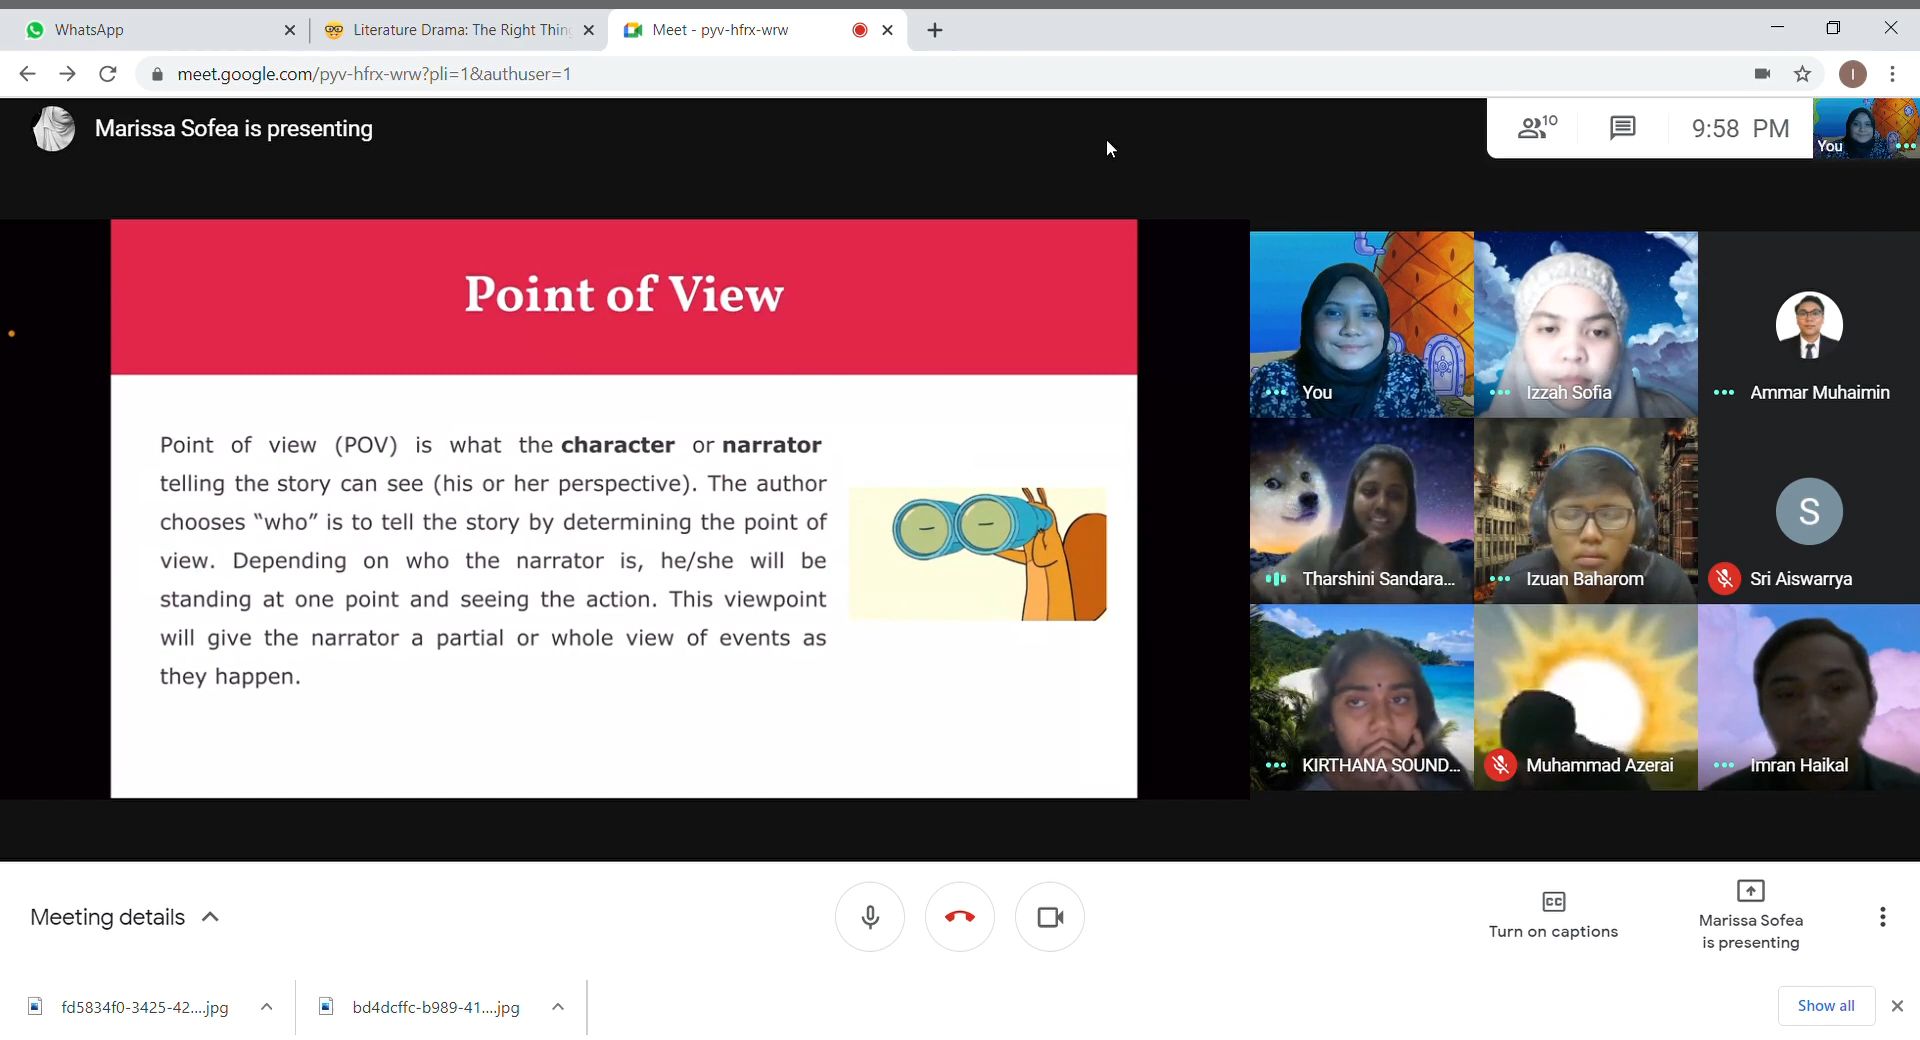 WhatsApp
Literature Drama: The Right Thin
Meet - pyv-hfrx-wrw
meet.google.com/pyv-hfrx-wrw?pli=1&authuser=1
I
Marissa Sofea is presenting
10
9:58 PM
You
Point of View
Point of view (POV) is what the character or narrator
telling the story can see (his or her perspective). The author
chooses “who” is to tell the story by determining the point of
view. Depending on who the narrator is, he/she will be
standing at one point and seeing the action. This viewpoint
will give the narrator a partial or whole view of events as
they happen.
You
Izzah Sofia
Ammar Muhaimin
Tharshini Sandara...
Izuan Baharom
S
Sri Aiswarrya
KIRTHANA SOUND...
Muhammad Azerai
Imran Haikal
Meeting details
CC
Turn on captions
Marissa Sofea
is presenting
fd5834f0-3425-42....jpg
bd4dcffc-b989-41....jpg
Show all